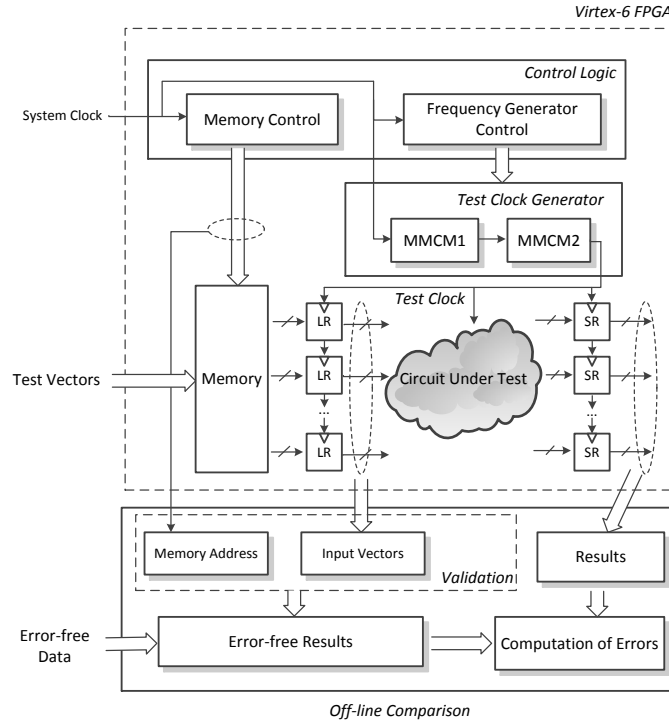 Virtex-6 FPGA
Control Logic
System Clock
Memory Control
Frequency Generator
Control
Test Clock Generator
MMCM1
MMCM2
Test Clock
LR
SR
Test Vectors
Memory
LR
Circuit Under Test
SR
...
...
LR
SR
Memory Address
Input Vectors
Results
Validation
Error-free
Data
Error-free Results
Computation of Errors
Off-line Comparison